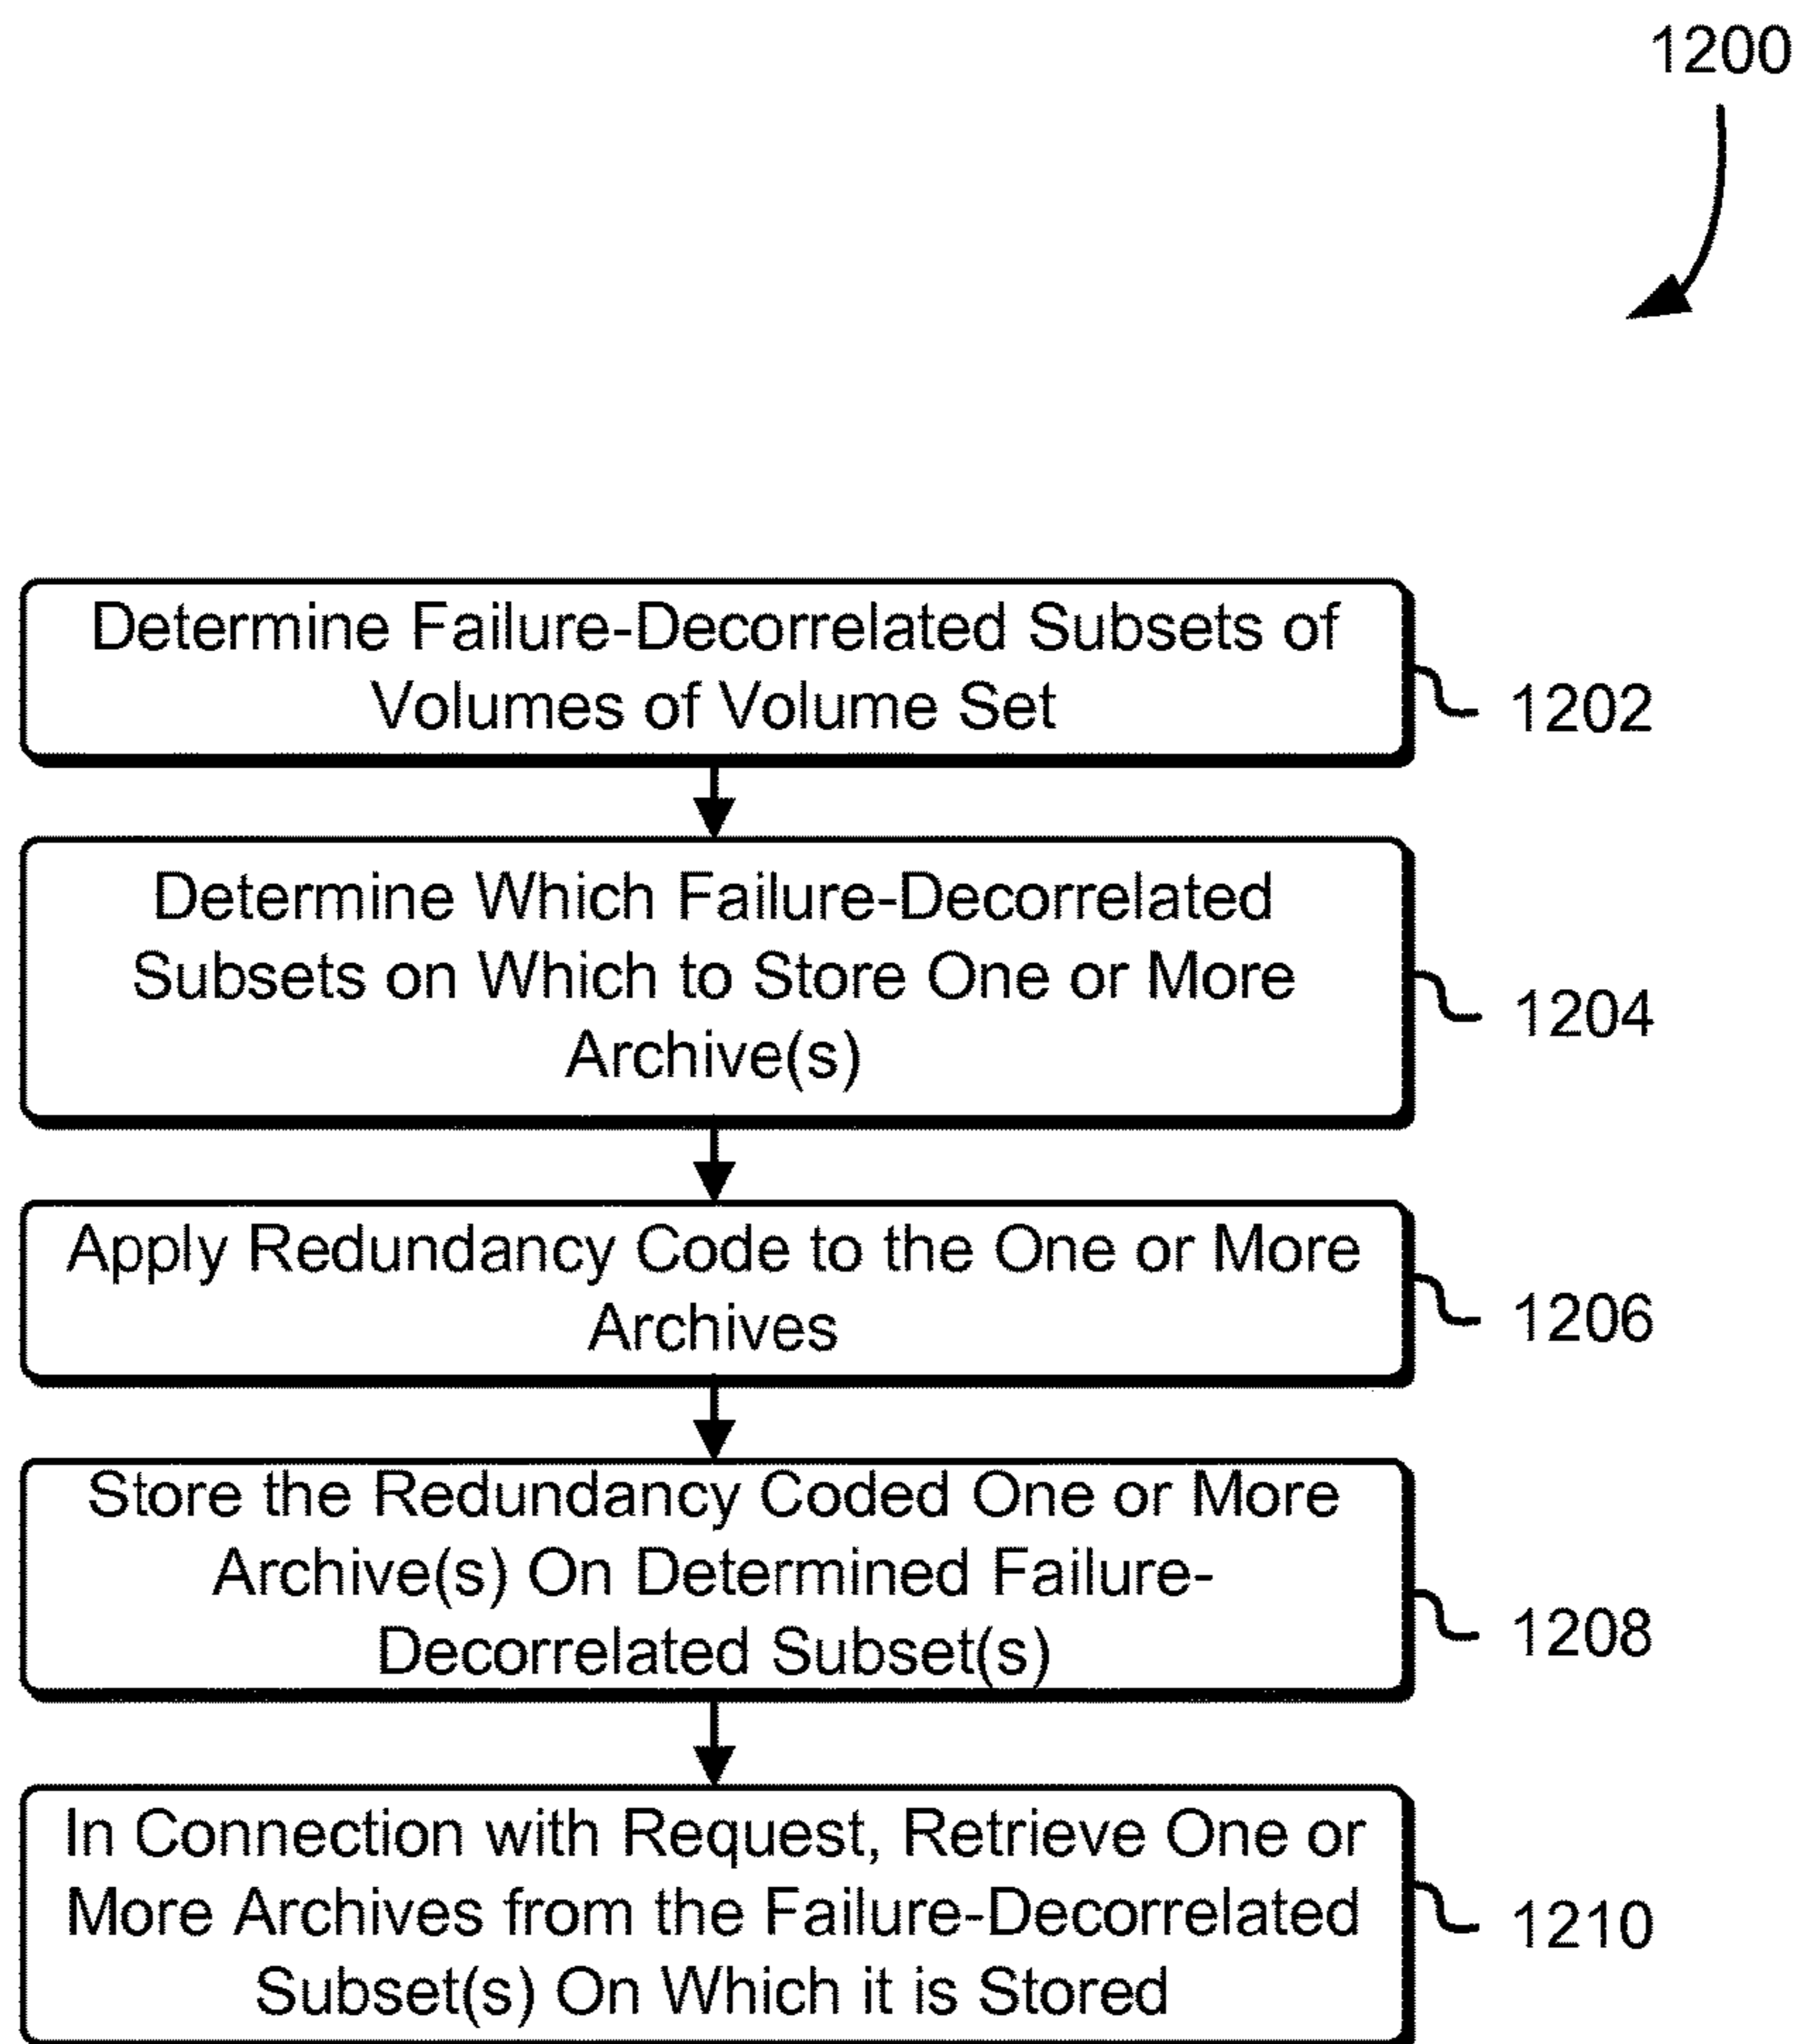 1200
Determine Failure-Decorrelated Subsets of
Volumes of Volume Set
1202
Determine Which Failure-Decorrelated
Subsets on Which to Store One or More
Archive(s)
1204
Apply Redundancy Code to the One or More
Archives
1206
Store the Redundancy Coded One or More
Archive(s) On Determined Failure-
Decorrelated Subset(s)
1208
In Connection with Request, Retrieve One or
More Archives from the Failure-Decorrelated
Subset(s) On Which it is Stored
1210